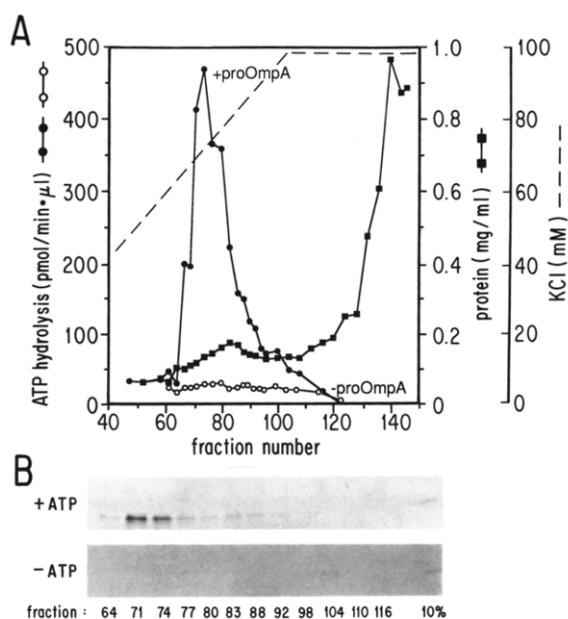 A
500
400
300
200
100
0
ATP hydrolysis (pmol/min•μl)
+proOmpA
-proOmpA
40 60 80 100 120 140
fraction number
1.0
0.8
0.6
0.4
0.2
0
protein (mg/ml)
100
80
60
40
20
0
KCl (mM)
B
+ATP
-ATP
fraction : 64 71 74 77 80 83 88 92 98 104 110 116 10%